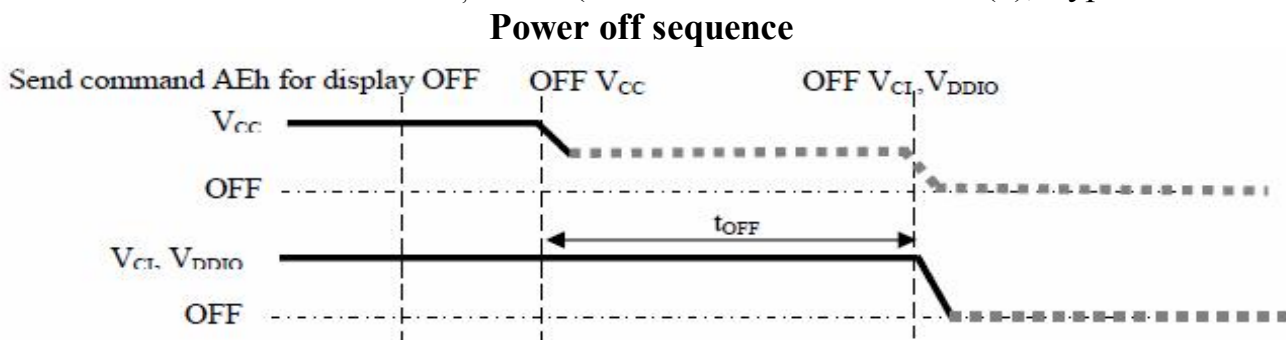 Power off sequence
Send command AEh for display OFF OFF VCC OFF VCI, VDDIO
VCC
OFF
tOFF
VCI, VDDIO
OFF